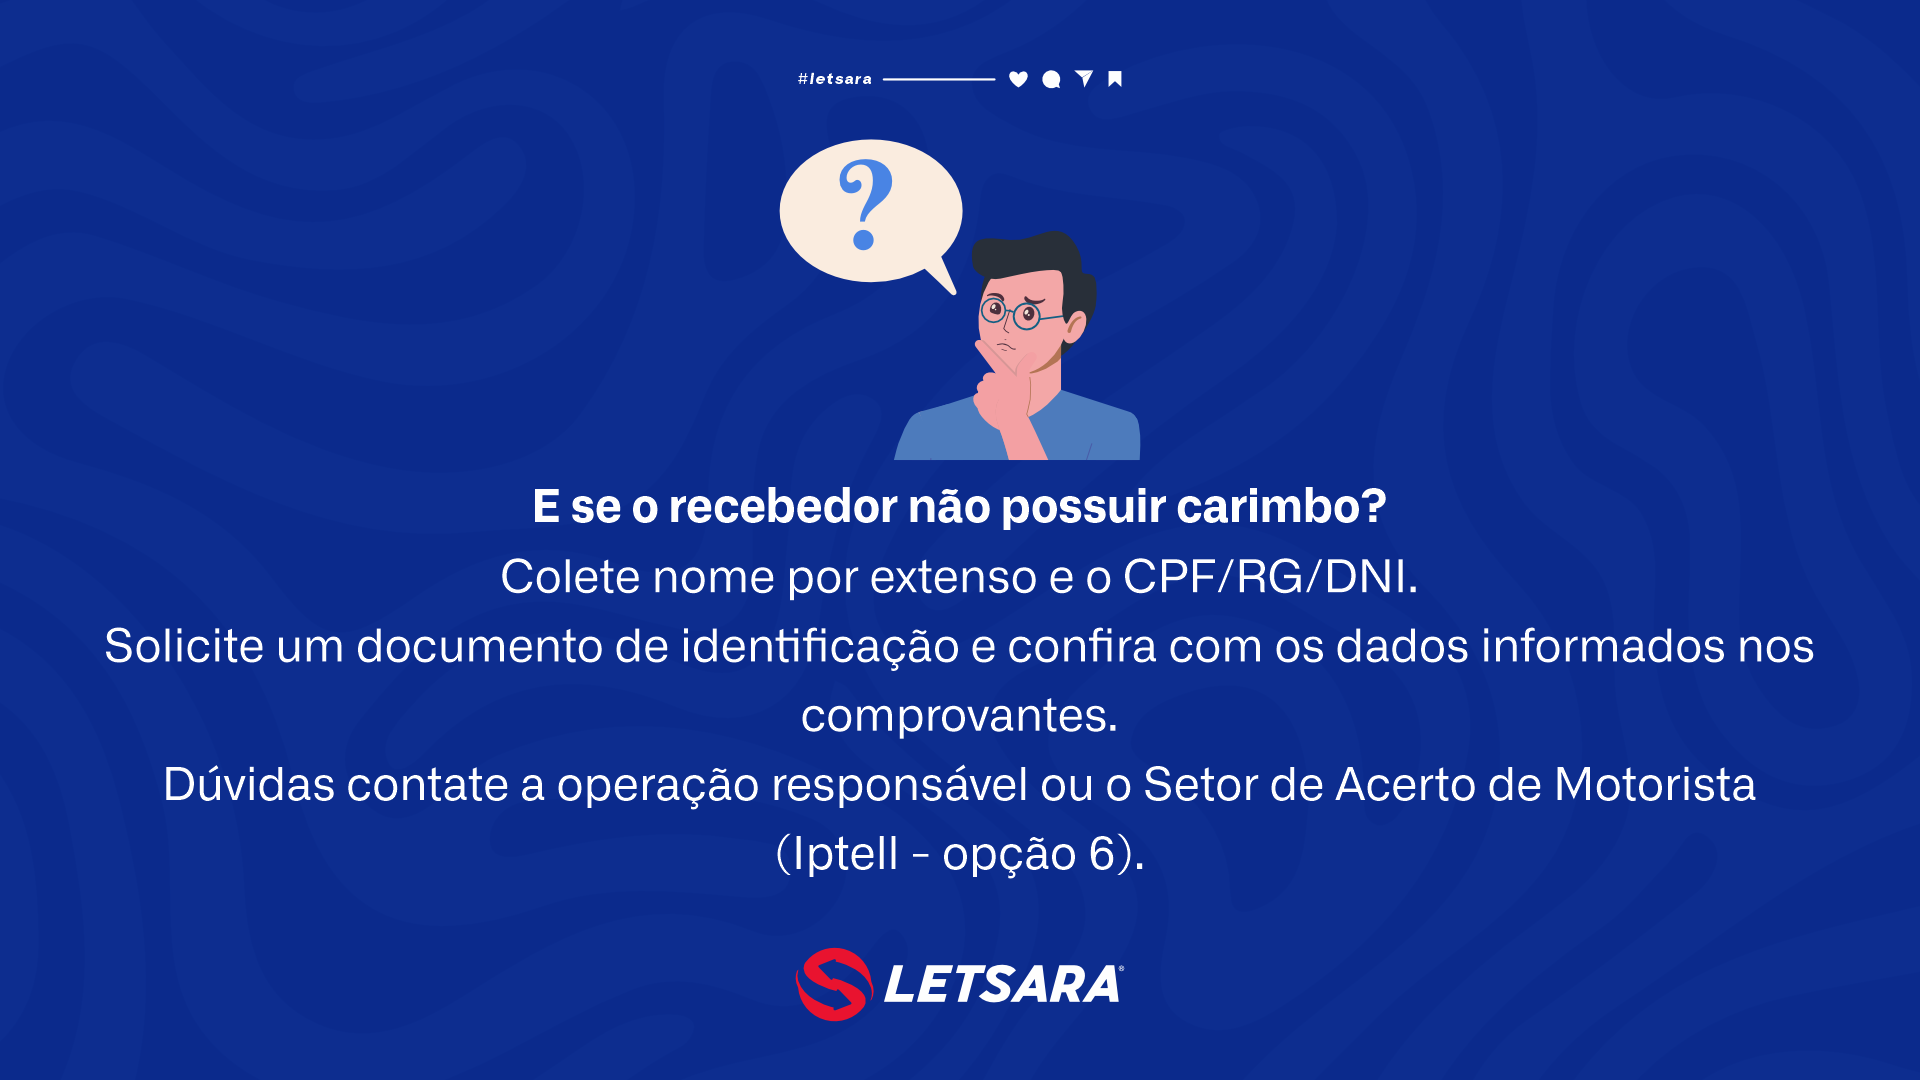 #letsara
?
E se o recebedor não possuir carimbo?
Colete nome por extenso e o CPF/RG/DNI.
Solicite um documento de identificação e confira com os dados informados nos
comprovantes.
Dúvidas contate a operação responsável ou o Setor de Acerto de Motorista
(Iptell - opção 6).
LETSARA®